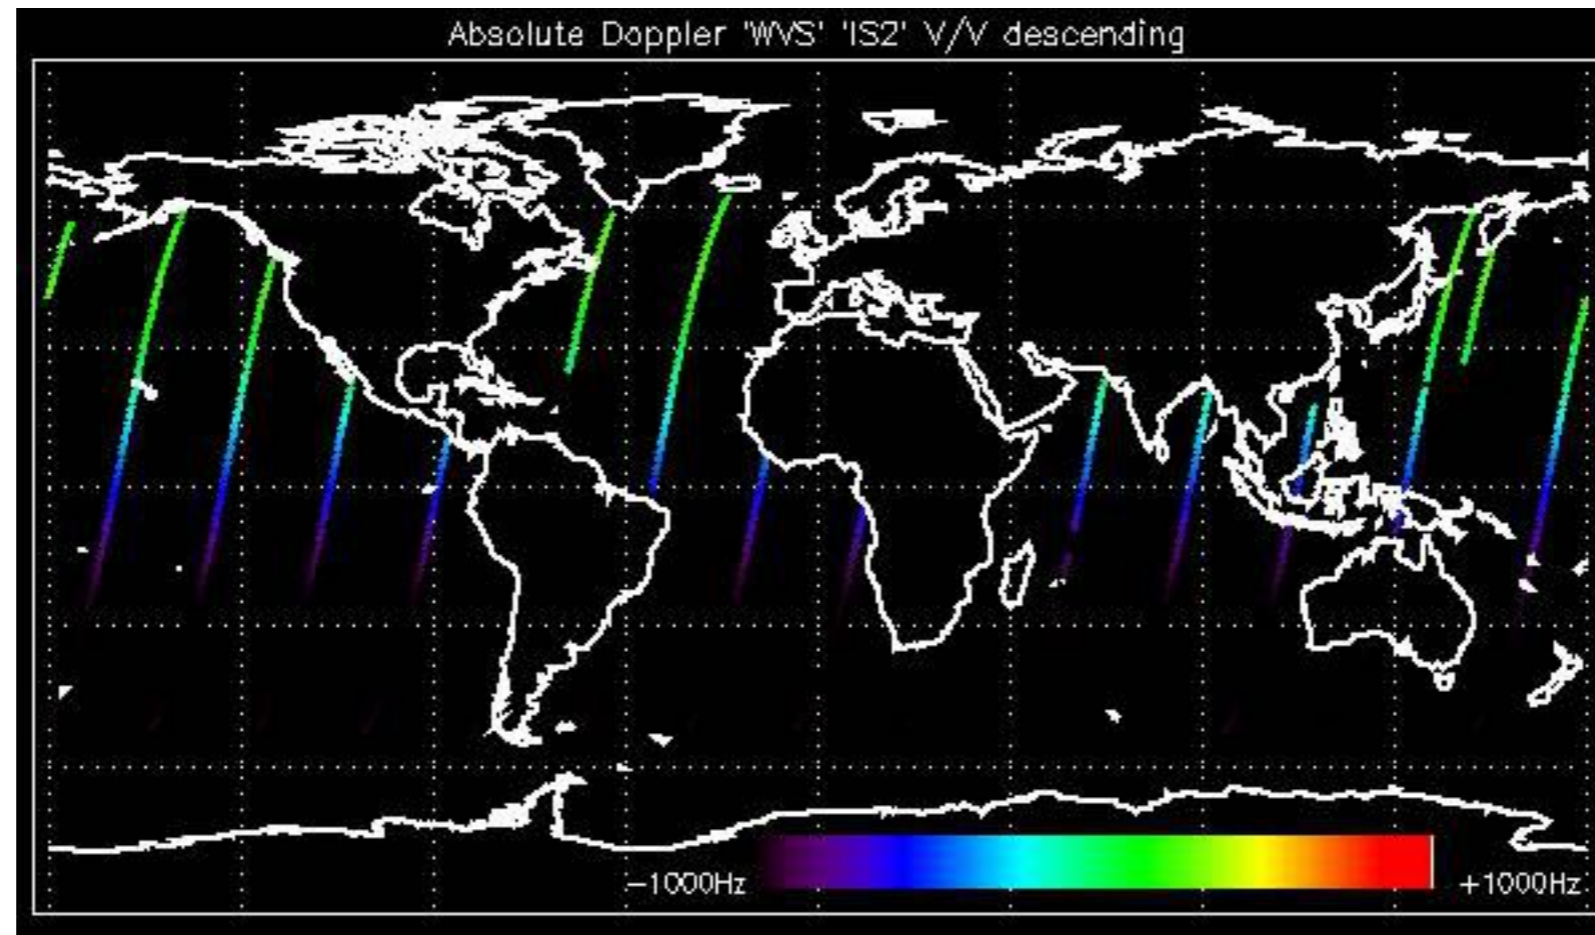 Absolute Doppler 'WVS' 'IS2' V/V descending
−1000Hz +1000Hz